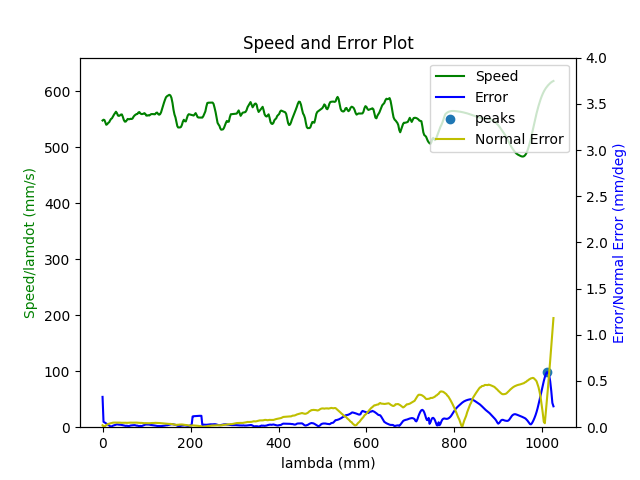 Speed and Error Plot
Speed
Error
peaks
Normal Error
Speed/lamdot (mm/s)
600
500
400
300
200
100
0
4.0
3.5
3.0
2.5
2.0
1.5
1.0
0.5
0.0
Error/Normal Error (mm/deg)
0 200 400 600 800 1000
lambda (mm)